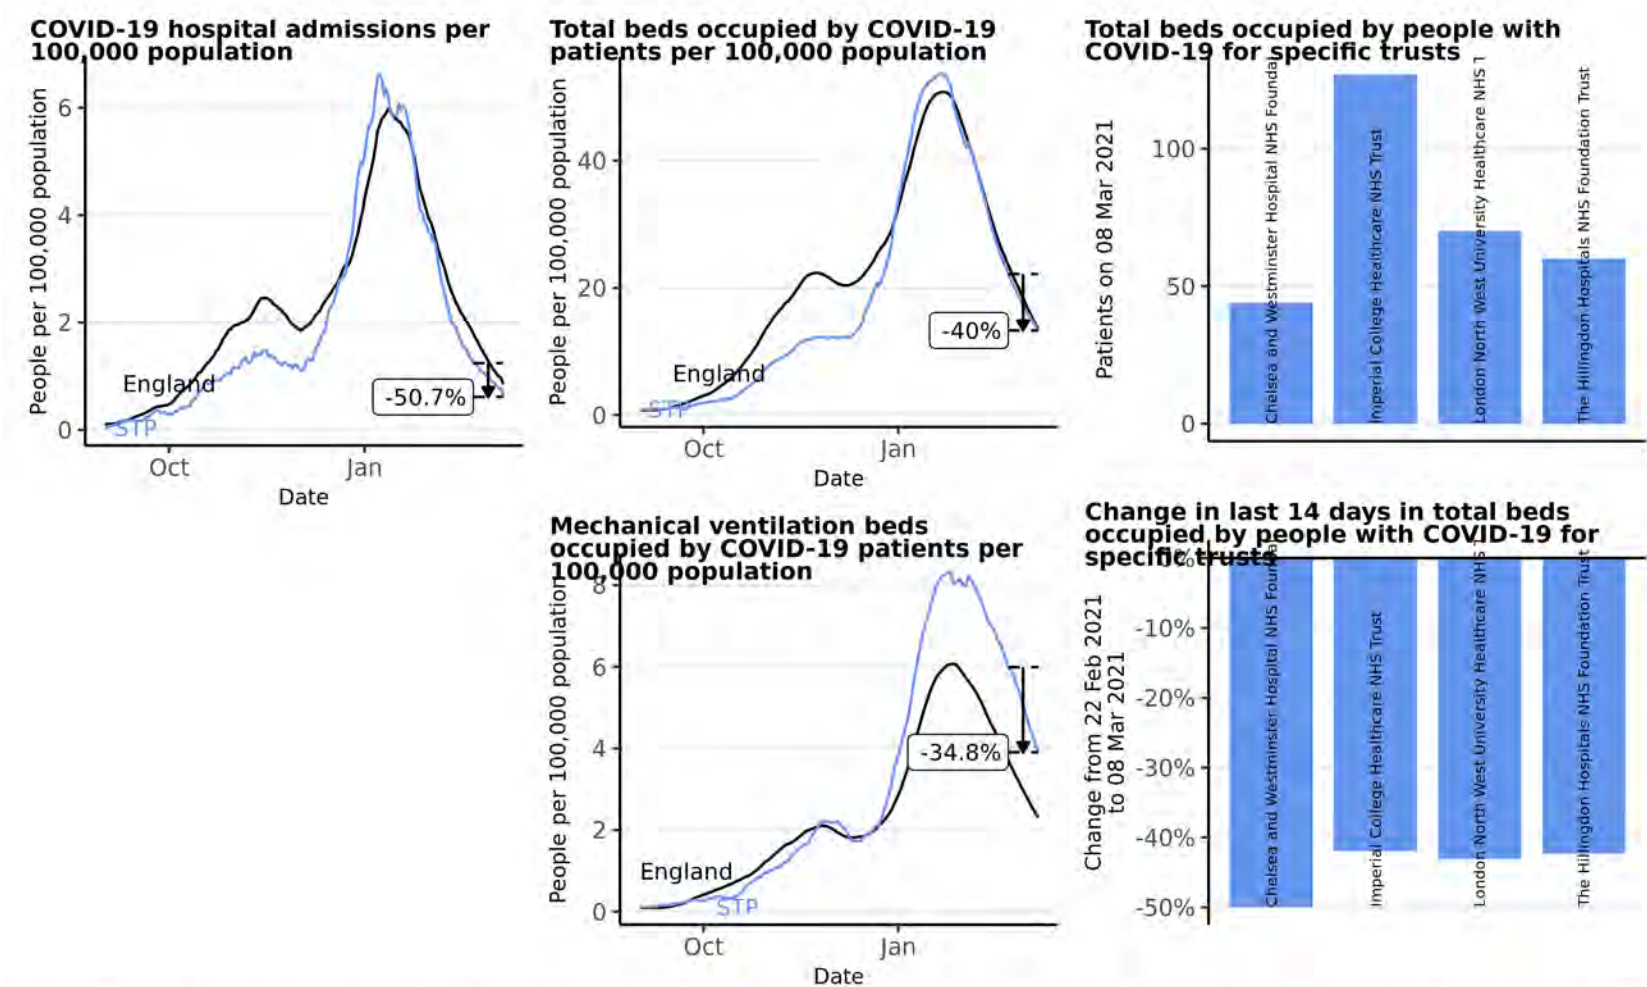 COVID-19 hospital admissions per
100,000 population
People per 100,000 population
6
4
2
0
England
STP
-50.7%
Oct
Jan
Date
Total beds occupied by COVID-19
patients per 100,000 population
People per 100,000 population
40
20
0
England
STP
-40%
Oct
Jan
Date
Total beds occupied by people with
COVID-19 for specific trusts
Patients on 08 Mar 2021
100
50
0
Chelsea and Westminster Hospital NHS Foundat
Imperial College Healthcare NHS Trust
London North West University Healthcare NHS T
The Hillingdon Hospitals NHS Foundation Trust
Mechanical ventilation beds
occupied by COVID-19 patients per
100,000 population
People per 100,000 population
8
6
4
2
0
England
STP
-34.8%
Oct
Jan
Date
Change in last 14 days in total beds
occupied by people with COVID-19 for
specific trusts
Change from 22 Feb 2021
to 08 Mar 2021
0%
-10%
-20%
-30%
-40%
-50%
Chelsea and Westminster Hospital NHS Foundat
Imperial College Healthcare NHS Trust
London North West University Healthcare NHS T
The Hillingdon Hospitals NHS Foundation Trust